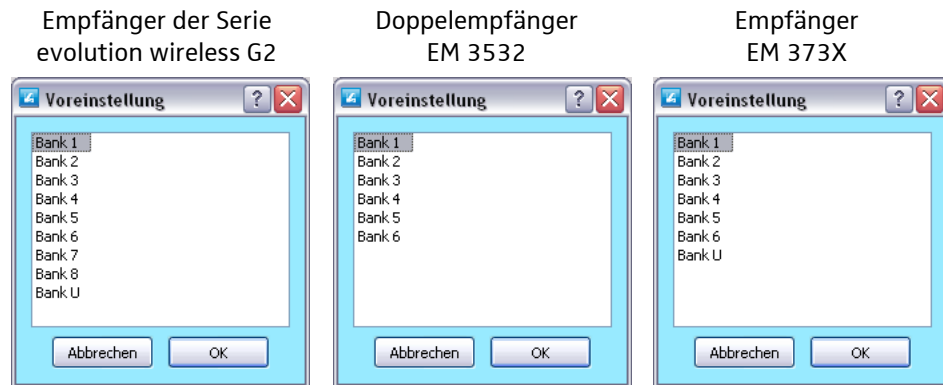 Empfänger der Serie
evolution wireless G2
Voreinstellung
Bank 1
Bank 2
Bank 3
Bank 4
Bank 5
Bank 6
Bank 7
Bank 8
Bank U
Abbrechen
OK
Doppelempfänger
EM 3532
Voreinstellung
Bank 1
Bank 2
Bank 3
Bank 4
Bank 5
Bank 6
Abbrechen
OK
Empfänger
EM 373X
Voreinstellung
Bank 1
Bank 2
Bank 3
Bank 4
Bank 5
Bank 6
Bank U
Abbrechen
OK